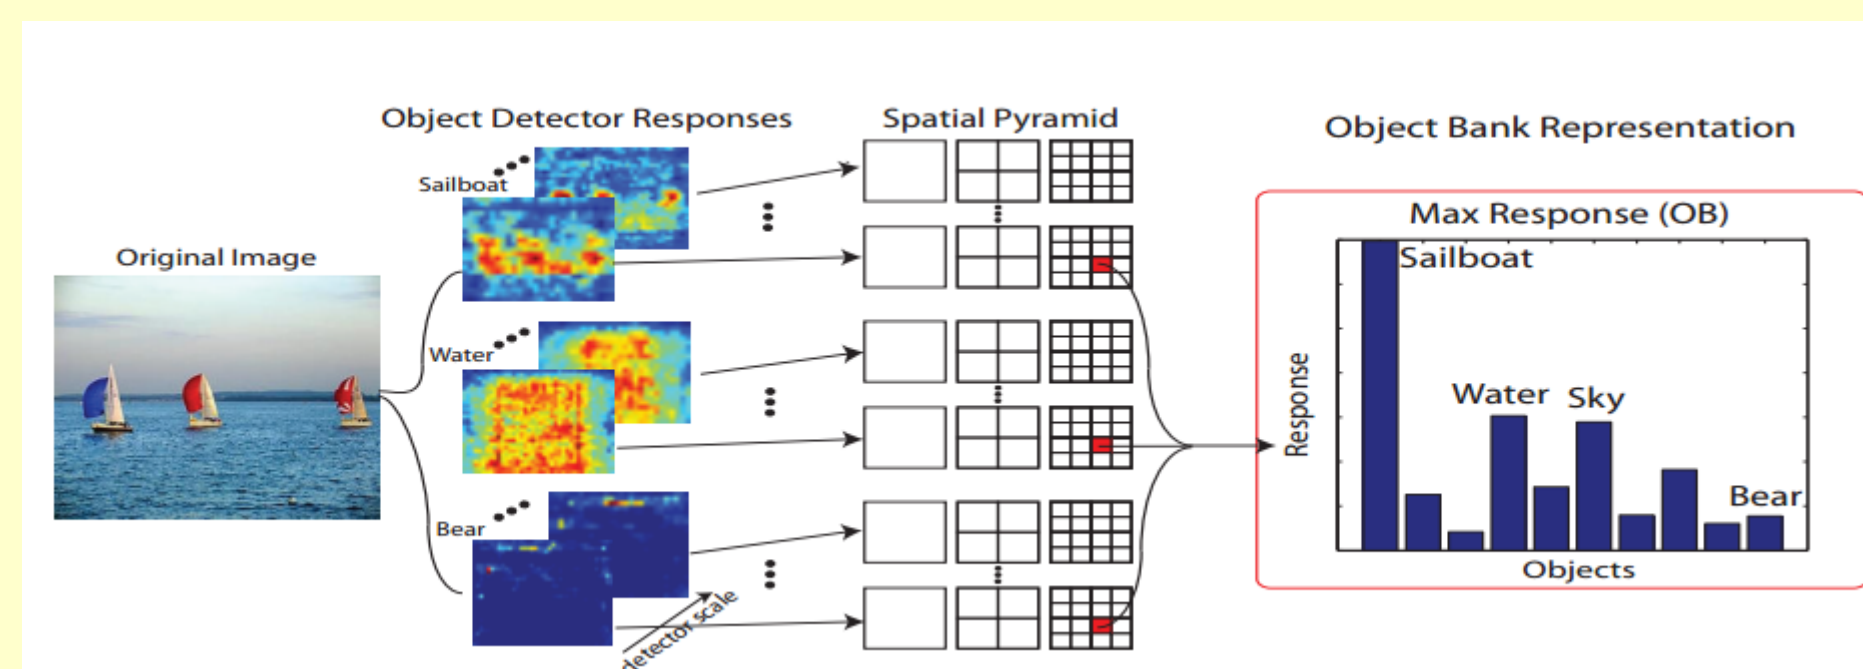 Object Detector Responses
Spatial Pyramid
Object Bank Representation
Sailboat
Max Response (OB)
Original Image
Sailboat
Water
Response
Water
Sky
Bear
Bear
Objects
detector scale